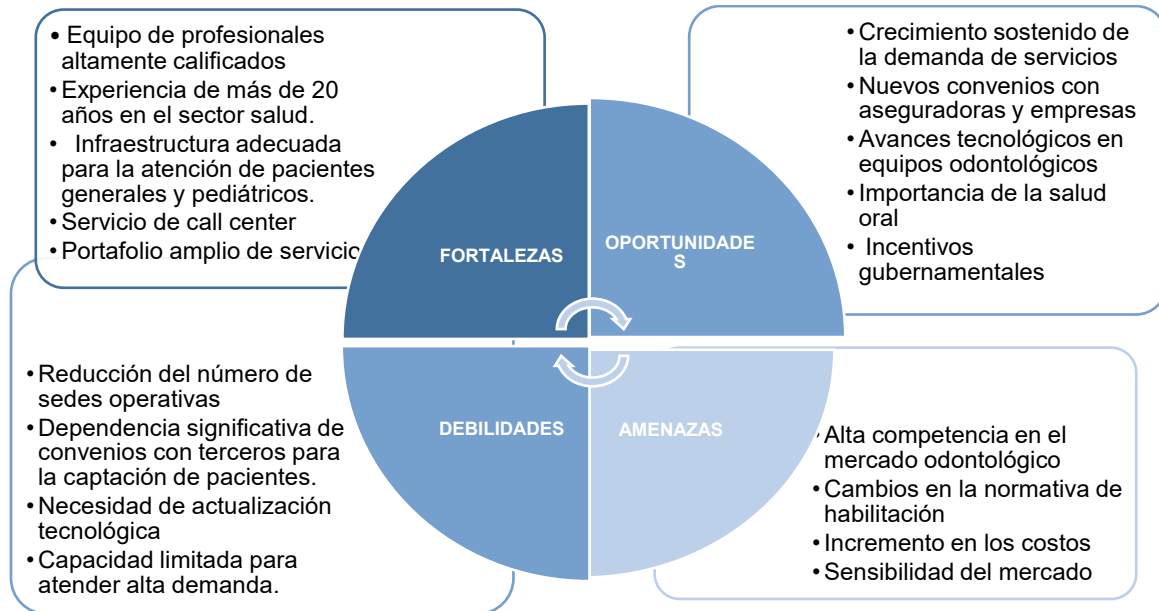 • Equipo de profesionales
altamente calificados
• Experiencia de más de 20
años en el sector salud.
• Infraestructura adecuada
para la atención de pacientes
generales y pediátricos.
• Servicio de call center
• Portafolio amplio de servicio
• Crecimiento sostenido de
la demanda de servicios
• Nuevos convenios con
aseguradoras y empresas
• Avances tecnológicos en
equipos odontológicos
• Importancia de la salud
oral
• Incentivos
gubernamentales
FORTALEZAS
OPORTUNIDADE
S
DEBILIDADES
AMENAZAS
• Reducción del número de
sedes operativas
• Dependencia significativa de
convenios con terceros para
la captación de pacientes.
• Necesidad de actualización
tecnológica
• Capacidad limitada para
atender alta demanda.
• Alta competencia en el
mercado odontológico
• Cambios en la normativa de
habilitación
• Incremento en los costos
• Sensibilidad del mercado